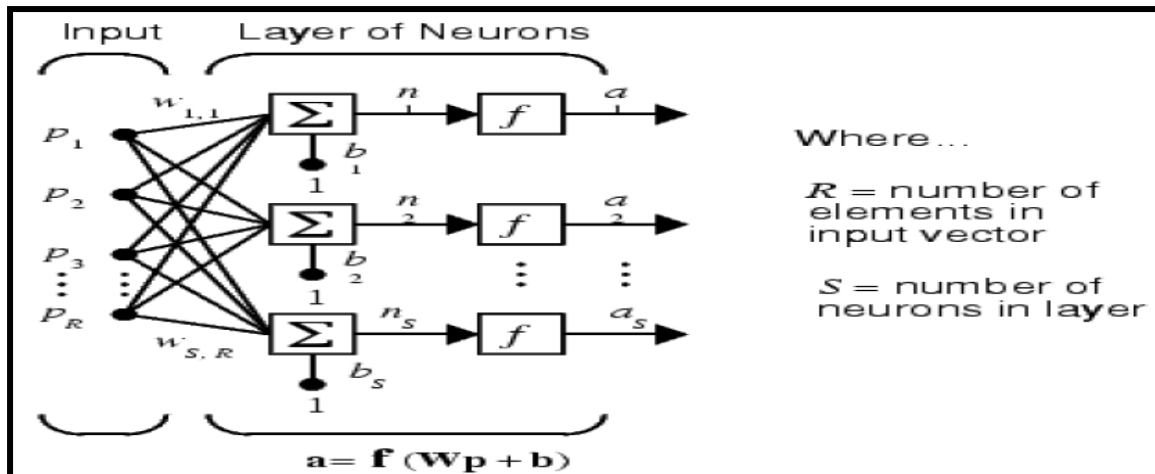 Input Layer of Neurons
w1,1 n1 a1
p1 Σ f
b1
1
p2 n2 a2
Σ f
p3 b2
1
pR nS aS
Σ f
wS, R
bS
1
a= f (Wp + b)
Where...
R = number of
elements in
input vector
S = number of
neurons in layer